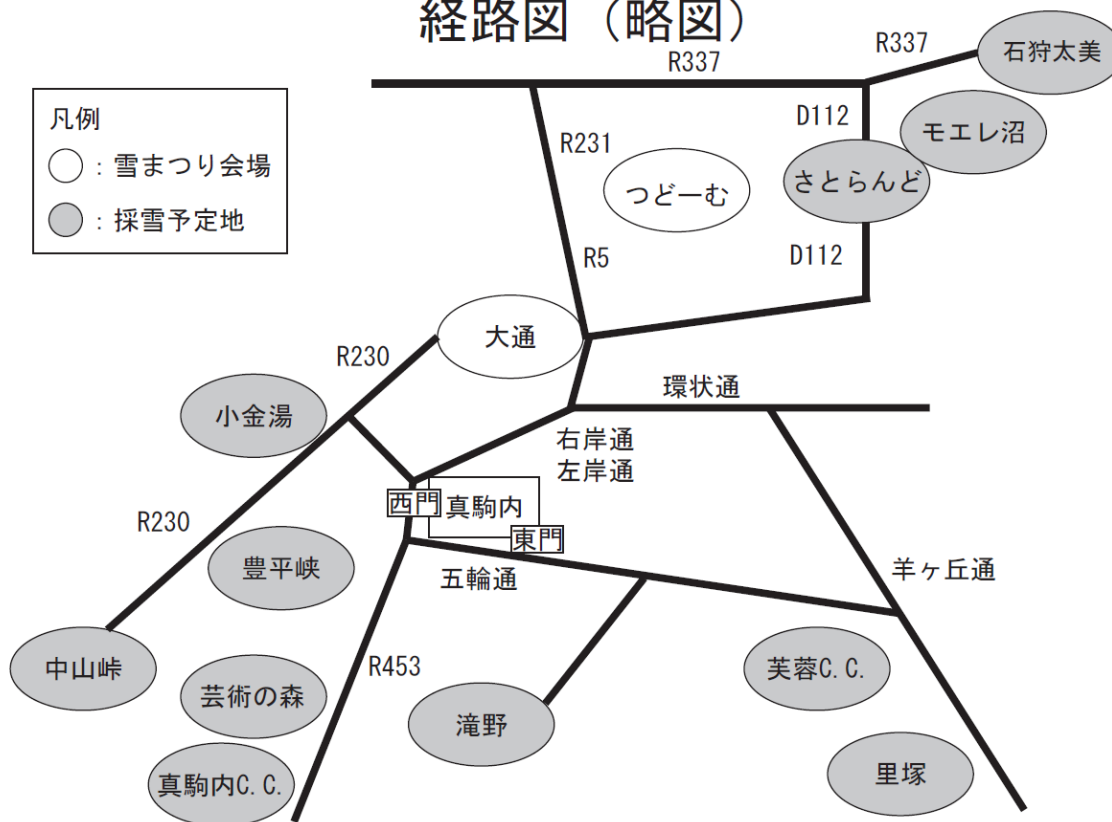 経路図（略図）
R337
R337
石狩太美
凡例
：雪まつり会場
：採雪予定地
R231
つどーむ
D112
モエレ沼
さとらんど
R5
D112
大通
R230
小金湯
環状通
右岸通
左岸通
西門
真駒内
東門
R230
豊平峡
五輪通
羊ヶ丘通
中山峠
芸術の森
R453
滝野
芙蓉C.C.
真駒内C.C.
里塚